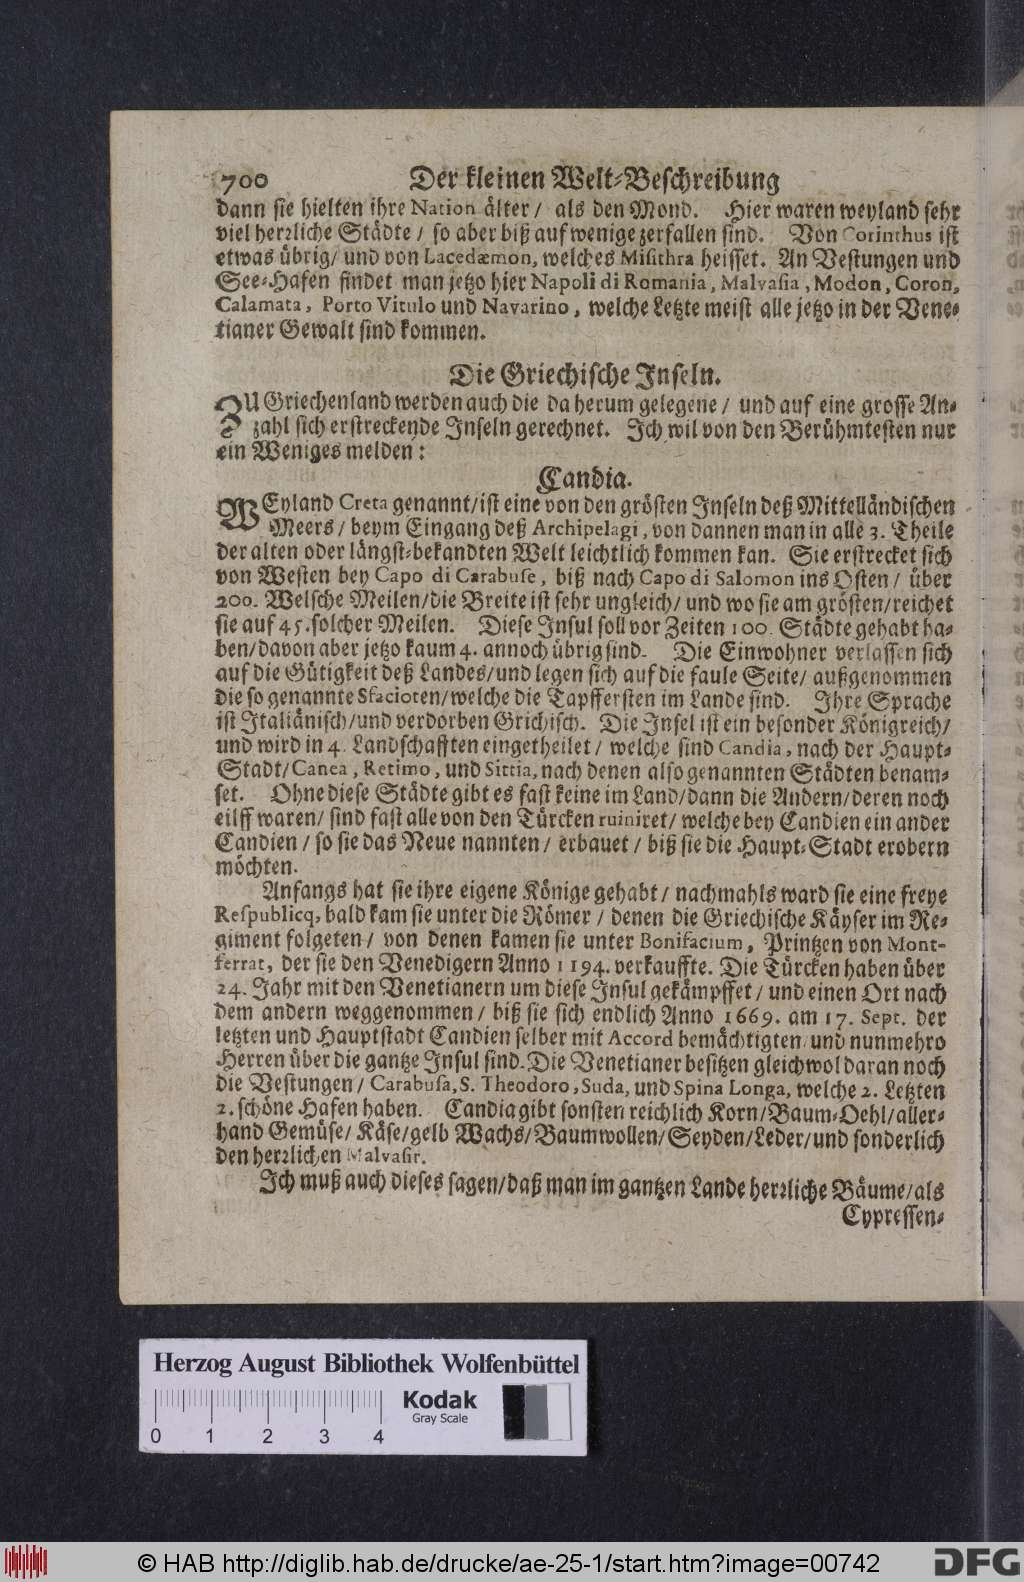 700 Der kleinen Welt-Beschreibung
dann sie hielten ihre Nation älter / als den Mond. Hier waren weyland sehr
viel herrliche Städte / so aber biß auf wenige zerfallen sind. Von Corinthus ist
etwas übrig / und von Lacedæmon, welches Misithra heisset. An Vestungen und
See-Hafen findet man jetzo hier Napoli di Romania, Malvasia, Modon, Coron,
Calamata, Porto Vitulo und Navarino, welche Letzte meist alle jetzo in der Vene-
tianer Gewalt sind kommen.
Die Griechische Inseln.
ZU Griechenland werden auch die da herum gelegene / und auf eine grosse An-
zahl sich erstreckende Inseln gerechnet. Ich wil von den Berühmtesten nur
ein Weniges melden:
Candia.
WEyland Creta genannt / ist eine von den grösten Inseln deß Mittelländischen
Meers / beym Eingang deß Archipelagi, von dannen man in alle 3. Theile
der alten oder längst-bekandten Welt leichtlich kommen kan. Sie erstrecket sich
von Westen bey Capo di Carabuse, biß nach Capo di Salomon ins Osten / über
200. Welsche Meilen / die Breite ist sehr ungleich / und wo sie am grösten / reichet
sie auf 45. solcher Meilen. Diese Insul soll vor Zeiten 100. Städte gehabt ha-
ben / davon aber jetzo kaum 4. annoch übrig sind. Die Einwohner verlassen sich
auf die Gütigkeit deß Landes / und legen sich auf die faule Seite / außgenommen
die so genannte Sfacioten / welche die Tapffersten im Lande sind. Ihre Sprache
ist Italiänisch / und verdorben Grichisch. Die Insel ist ein besonder Königreich /
und wird in 4. Landschafften eingetheilet / welche sind Candia, nach der Haupt-
Stadt / Canea, Retimo, und Sittia, nach denen also genannten Städten benam-
set. Ohne diese Städte gibt es fast keine im Land / dann die Andern / deren noch
eilff waren / sind fast alle von den Türcken ruiniret / welche bey Candien ein ander
Candien / so sie das Neue nannten / erbauet / biß sie die Haupt-Stadt erobern
möchten.
Anfangs hat sie ihre eigene Könige gehabt / nachmahls ward sie eine freye
Respublicq, bald kam sie unter die Römer / denen die Griechische Käyser im Re-
giment folgeten / von denen kamen sie unter Bonifacium, Printzen von Mont-
ferrat, der sie den Venedigern Anno 1194. verkauffte. Die Türcken haben über
24. Jahr mit den Venetianern um diese Insul gekämpffet / und einen Ort nach
dem andern weggenommen / biß sie sich endlich Anno 1669. am 17. Sept. der
letzten und Hauptstadt Candien selber mit Accord bemächtigten / und nunmehro
Herren über die gantze Insul sind. Die Venetianer besitzen gleichwol daran noch
die Vestungen / Carabusa, S. Theodoro, Suda, und Spina Longa, welche 2. Letzten
2. schöne Hafen haben. Candia gibt sonsten reichlich Korn / Baum-Oehl / aller-
hand Gemüse / Käse / gelb Wachs / Baumwollen / Seyden / Leder / und sonderlich
den herrlichen Malvasir.
Ich muß auch dieses sagen / daß man im gantzen Lande herrliche Bäume / als
Cypressen-
Herzog August Bibliothek Wolfenbüttel
Kodak
Gray Scale
0 1 2 3 4
© HAB http://diglib.hab.de/drucke/ae-25-1/start.htm?image=00742
DFG